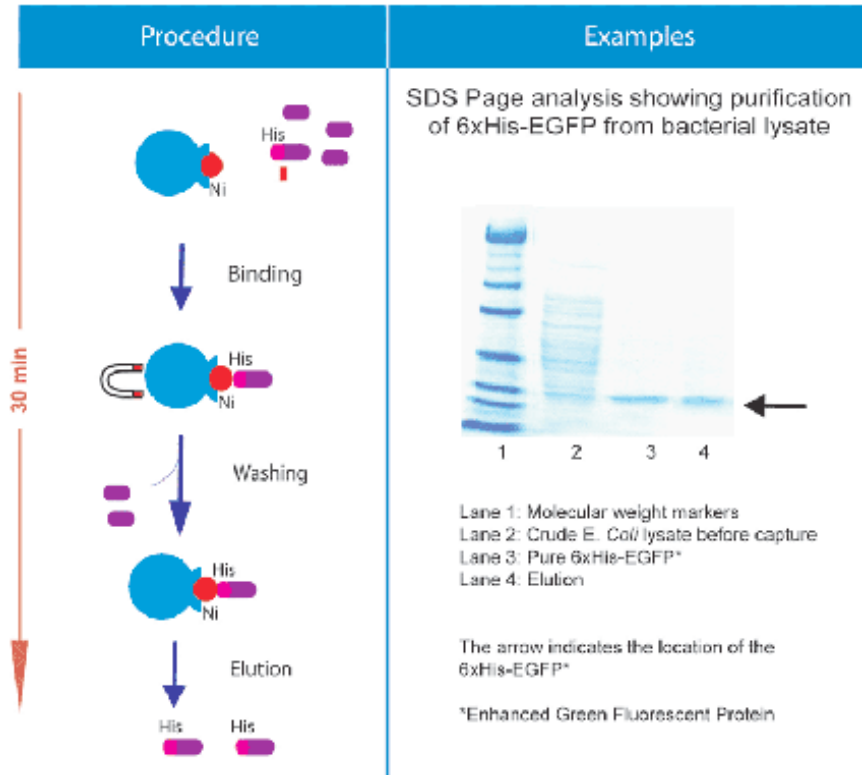 Procedure
Examples
30 min
His
Ni
Binding
His
Ni
Washing
His
Ni
Elution
His His
SDS Page analysis showing purification
of 6xHis-EGFP from bacterial lysate
1 2 3 4
Lane 1: Molecular weight markers
Lane 2: Crude E. Coli lysate before capture
Lane 3: Pure 6xHis-EGFP*
Lane 4: Elution
The arrow indicates the location of the
6xHis-EGFP*
*Enhanced Green Fluorescent Protein